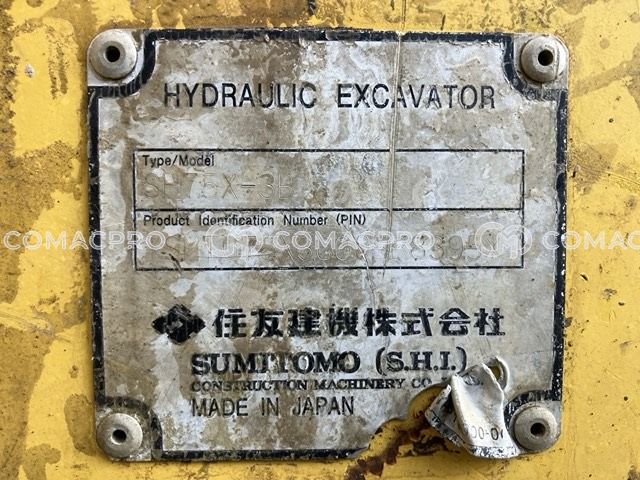 HYDRAULIC EXCAVATOR
Type/Model
SH75X-3B
Product Identification Number (PIN)
COMACPRO COMACPRO COMACPRO
住友建機株式会社
SUMITOMO (S.H.I.)
CONSTRUCTION MACHINERY CO
MADE IN JAPAN